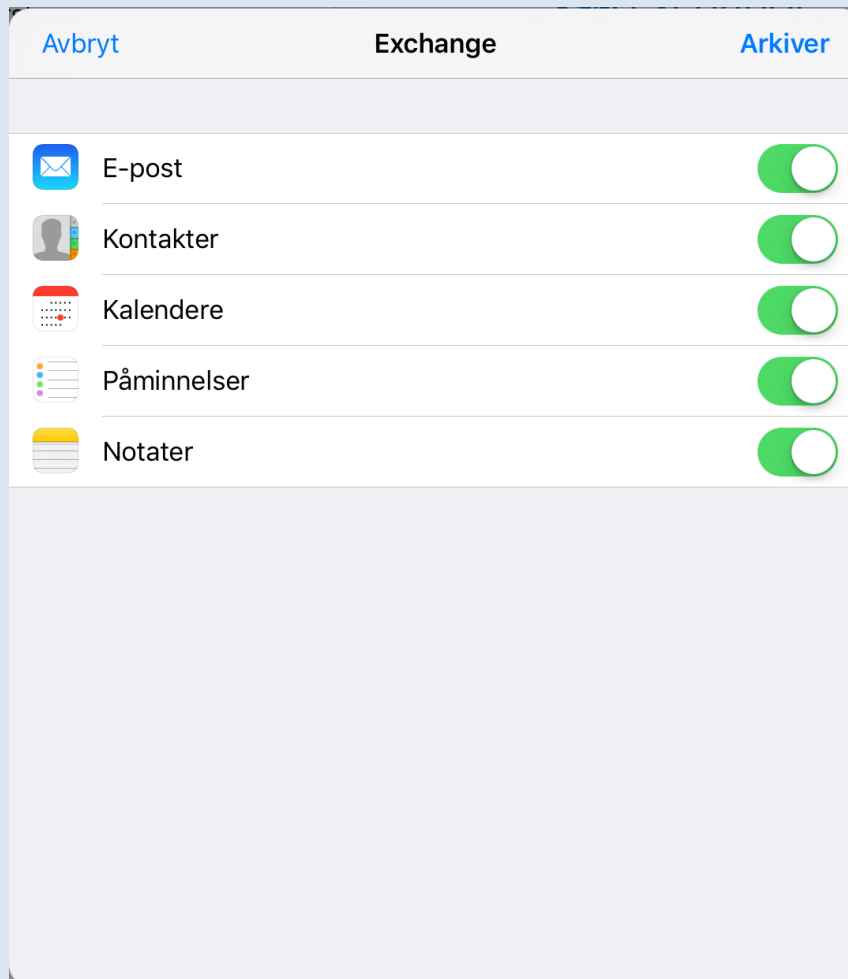 Avbryt
Exchange
Arkiver
E-post
Kontakter
Kalendere
Påminnelser
Notater